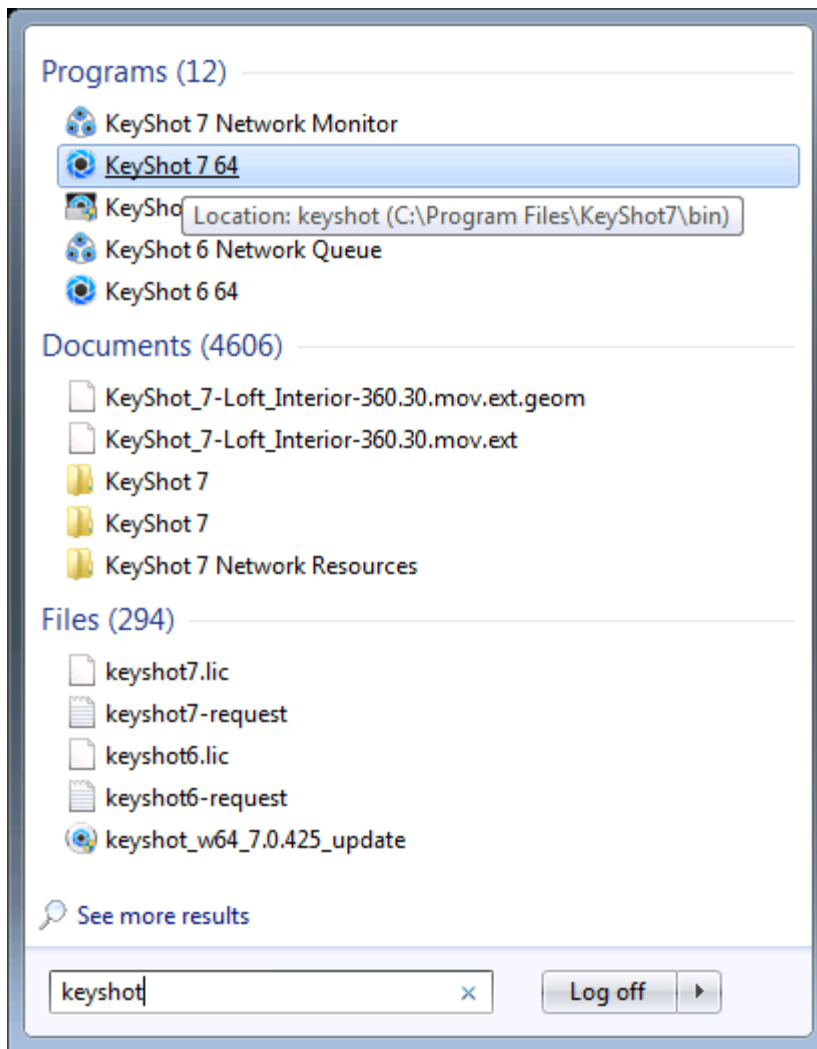 Programs (12)
KeyShot 7 Network Monitor
KeyShot 7 64
KeySho
Location: keyshot (C:\Program Files\KeyShot7\bin)
KeyShot 6 Network Queue
KeyShot 6 64
Documents (4606)
KeyShot_7-Loft_Interior-360.30.mov.ext.geom
KeyShot_7-Loft_Interior-360.30.mov.ext
KeyShot 7
KeyShot 7
KeyShot 7 Network Resources
Files (294)
keyshot7.lic
keyshot7-request
keyshot6.lic
keyshot6-request
keyshot_w64_7.0.425_update
See more results
keyshot
Log off